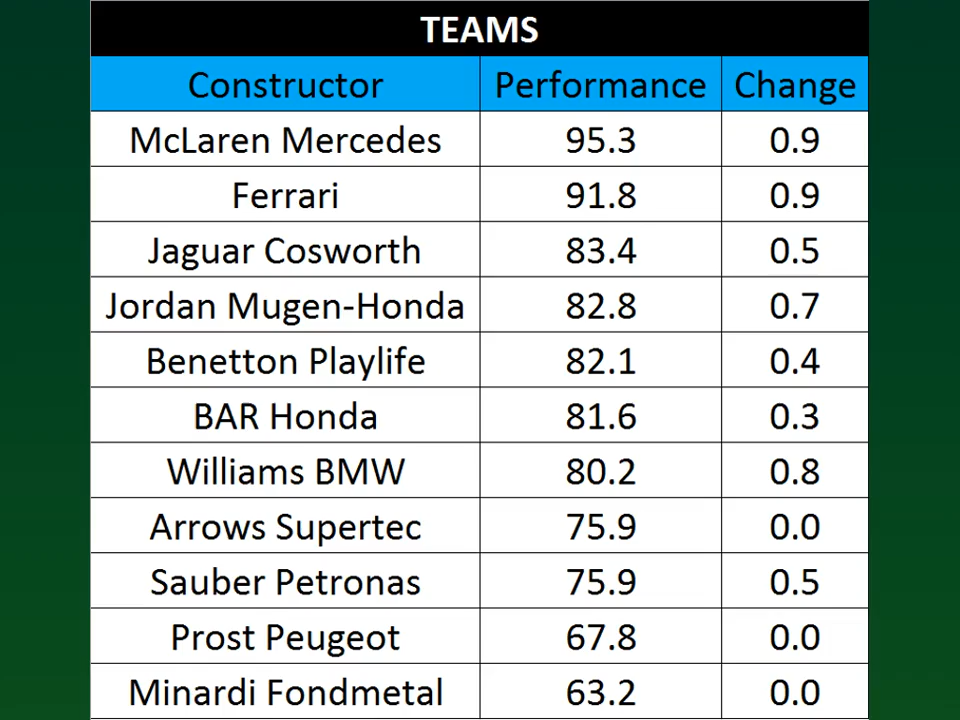 TEAMS
Constructor Performance Change
McLaren Mercedes 95.3 0.9
Ferrari 91.8 0.9
Jaguar Cosworth 83.4 0.5
Jordan Mugen-Honda 82.8 0.7
Benetton Playlife 82.1 0.4
BAR Honda 81.6 0.3
Williams BMW 80.2 0.8
Arrows Supertec 75.9 0.0
Sauber Petronas 75.9 0.5
Prost Peugeot 67.8 0.0
Minardi Fondmetal 63.2 0.0